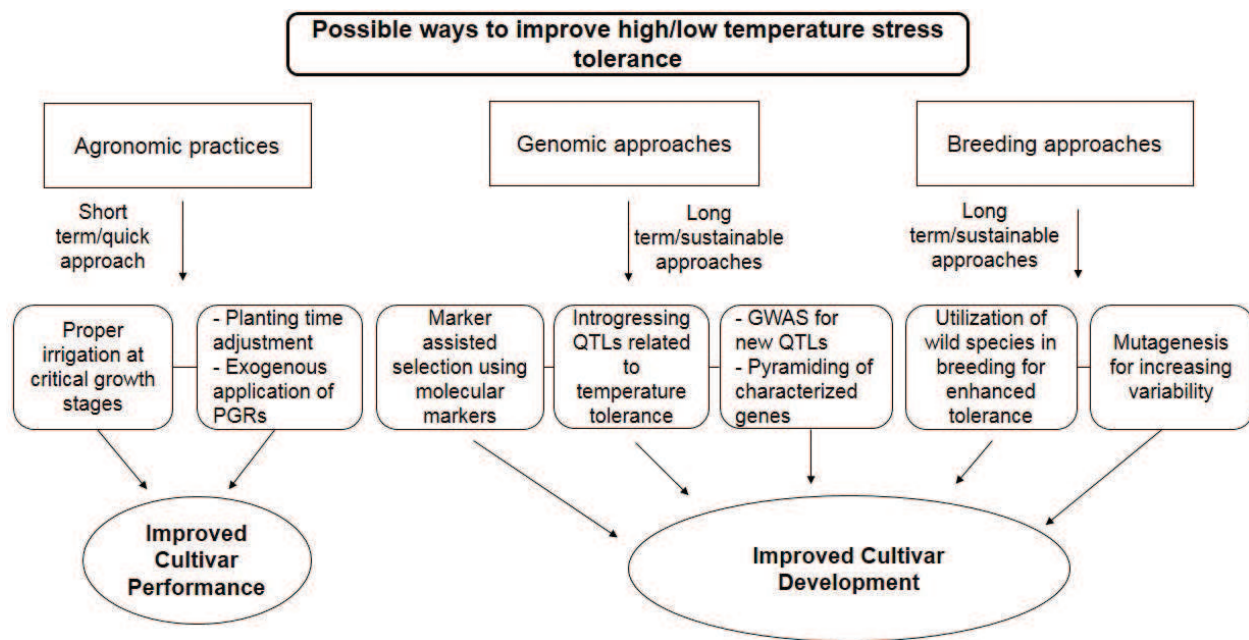 Possible ways to improve high/low temperature stress
tolerance
Agronomic practices
Genomic approaches
Breeding approaches
Short
term/quick
approach
Long
term/sustainable
approaches
Long
term/sustainable
approaches
Proper
irrigation at
critical growth
stages
- Planting time
adjustment
- Exogenous
application of
PGRs
Marker
assisted
selection using
molecular
markers
Introgressing
QTLs related
to
temperature
tolerance
- GWAS for
new QTLs
- Pyramiding of
characterized
genes
Utilization of
wild species in
breeding for
enhanced
tolerance
Mutagenesis
for increasing
variability
Improved
Cultivar
Performance
Improved Cultivar
Development